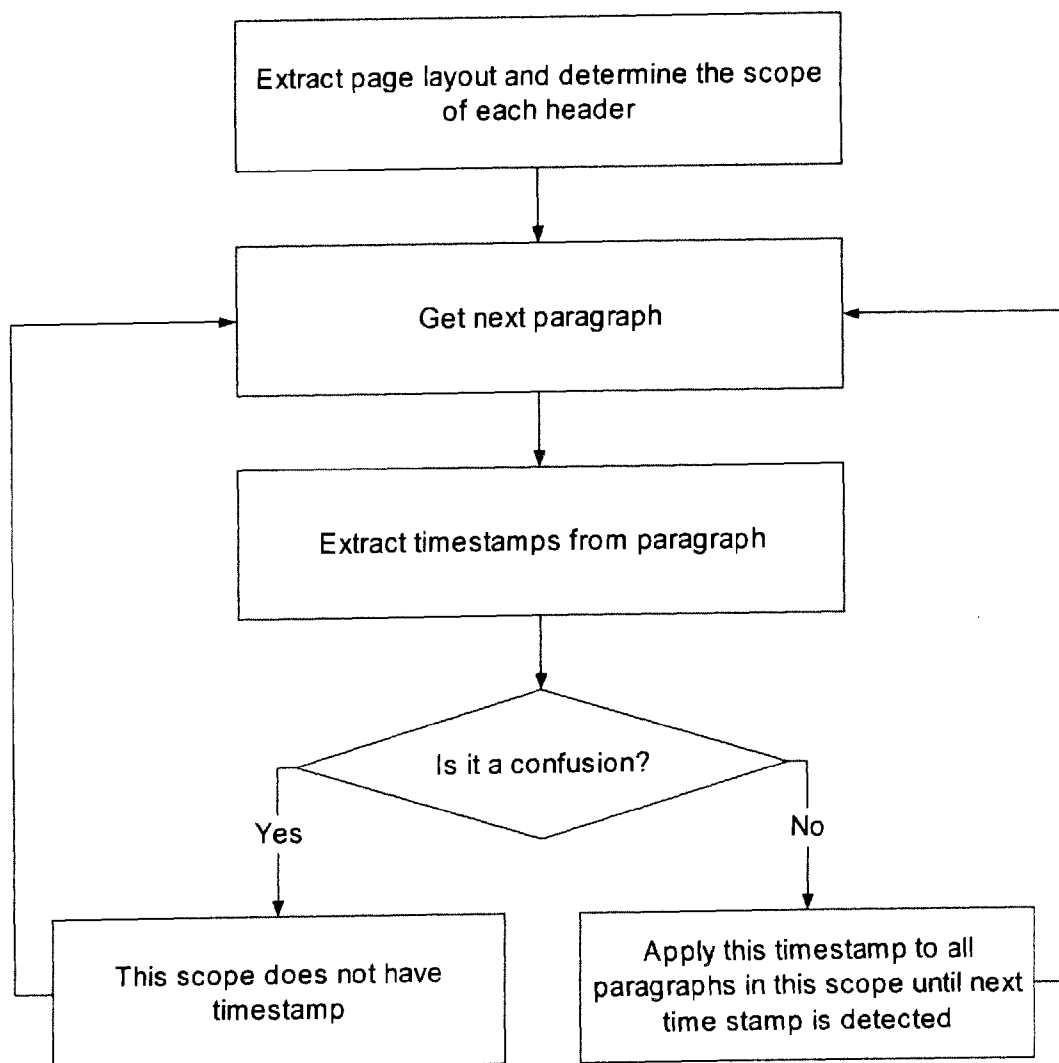 Extract page layout and determine the scope
of each header
Get next paragraph
Extract timestamps from paragraph
Is it a confusion?
Yes
No
This scope does not have
timestamp
Apply this timestamp to all
paragraphs in this scope until next
time stamp is detected